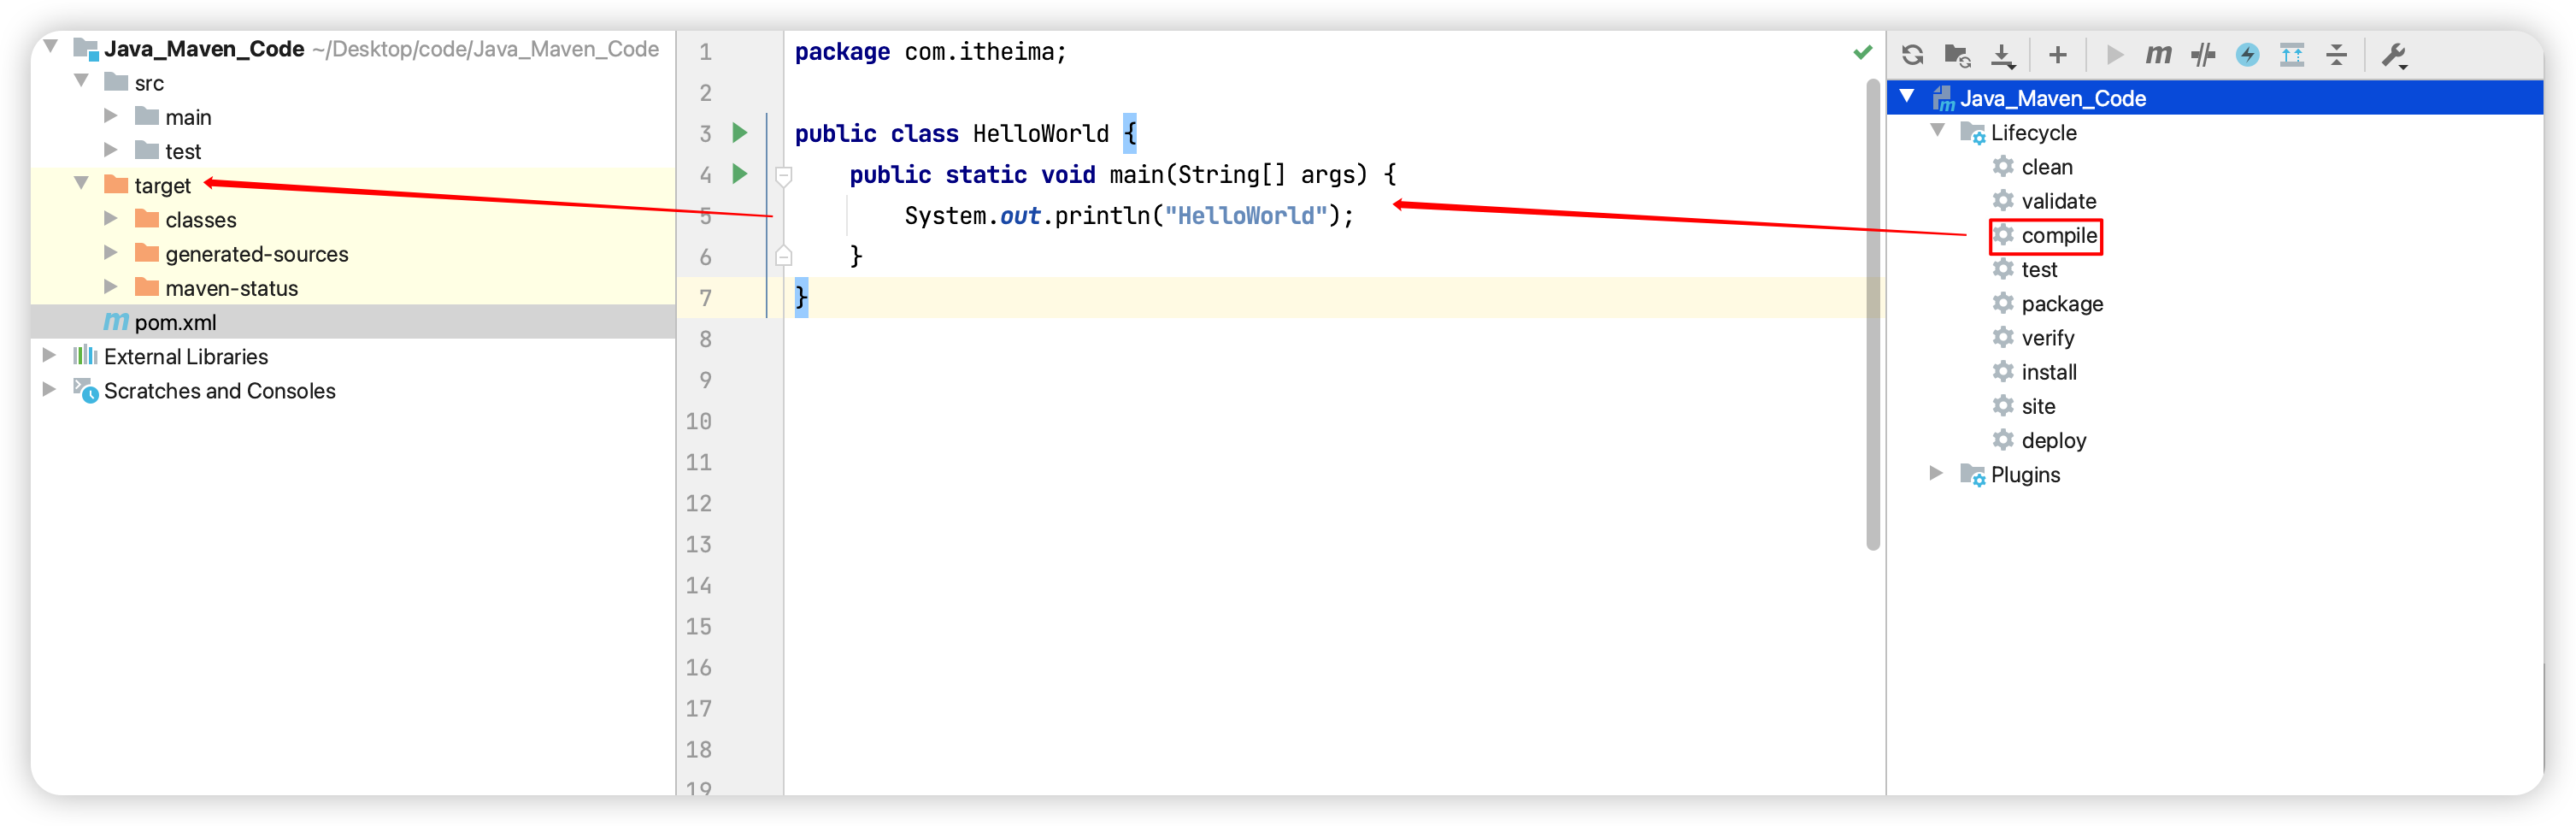 Java_Maven_Code ~/Desktop/code/Java_Maven_Code
src
main
test
target
classes
generated-sources
maven-status
m pom.xml
External Libraries
Scratches and Consoles
1 package com.itheima;
2
3 public class HelloWorld {
4 public static void main(String[] args) {
5 System.out.println("HelloWorld");
6 }
7 }
8
9
10
11
12
13
14
15
16
17
18
19
m
m Java_Maven_Code
Lifecycle
clean
validate
compile
test
package
verify
install
site
deploy
Plugins